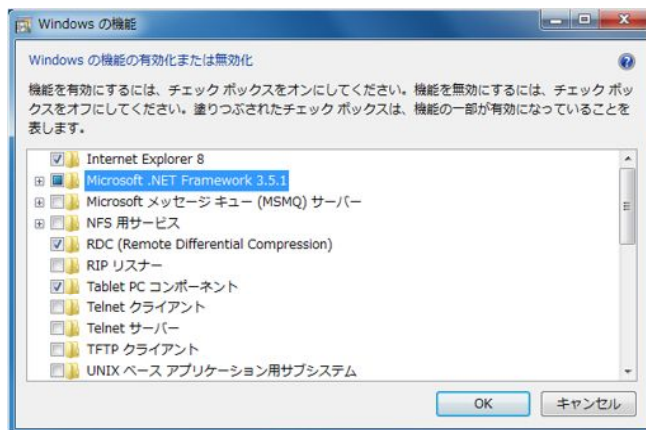 Windows の機能
Windows の機能の有効化または無効化
機能を有効にするには、チェック ボックスをオンにしてください。機能を無効にするには、チェック ボッ
クスをオフにしてください。塗りつぶされたチェック ボックスは、機能の一部が有効になっていることを
表します。
Internet Explorer 8
Microsoft .NET Framework 3.5.1
Microsoft メッセージ キュー (MSMQ) サーバー
NFS 用サービス
RDC (Remote Differential Compression)
RIP リスナー
Tablet PC コンポーネント
Telnet クライアント
Telnet サーバー
TFTP クライアント
UNIX ベース アプリケーション用サブシステム
OK キャンセル